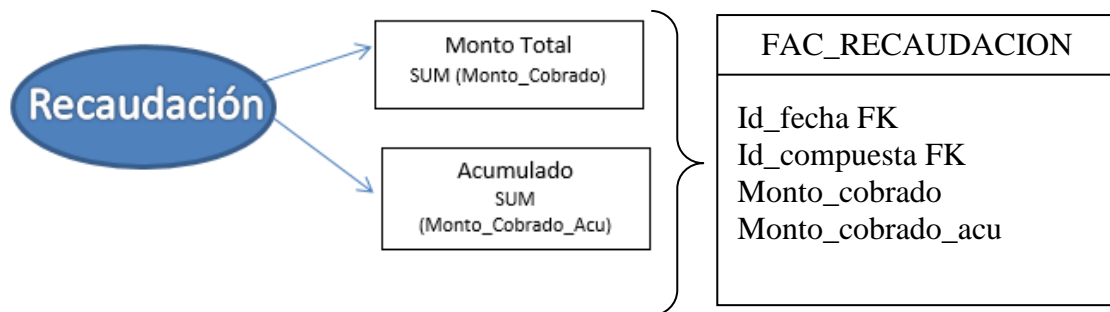 Recaudación
Monto Total
SUM (Monto_Cobrado)
Acumulado
SUM
(Monto_Cobrado_Acu)
FAC_RECAUDACION
Id_fecha FK
Id_compuesta FK
Monto_cobrado
Monto_cobrado_acu